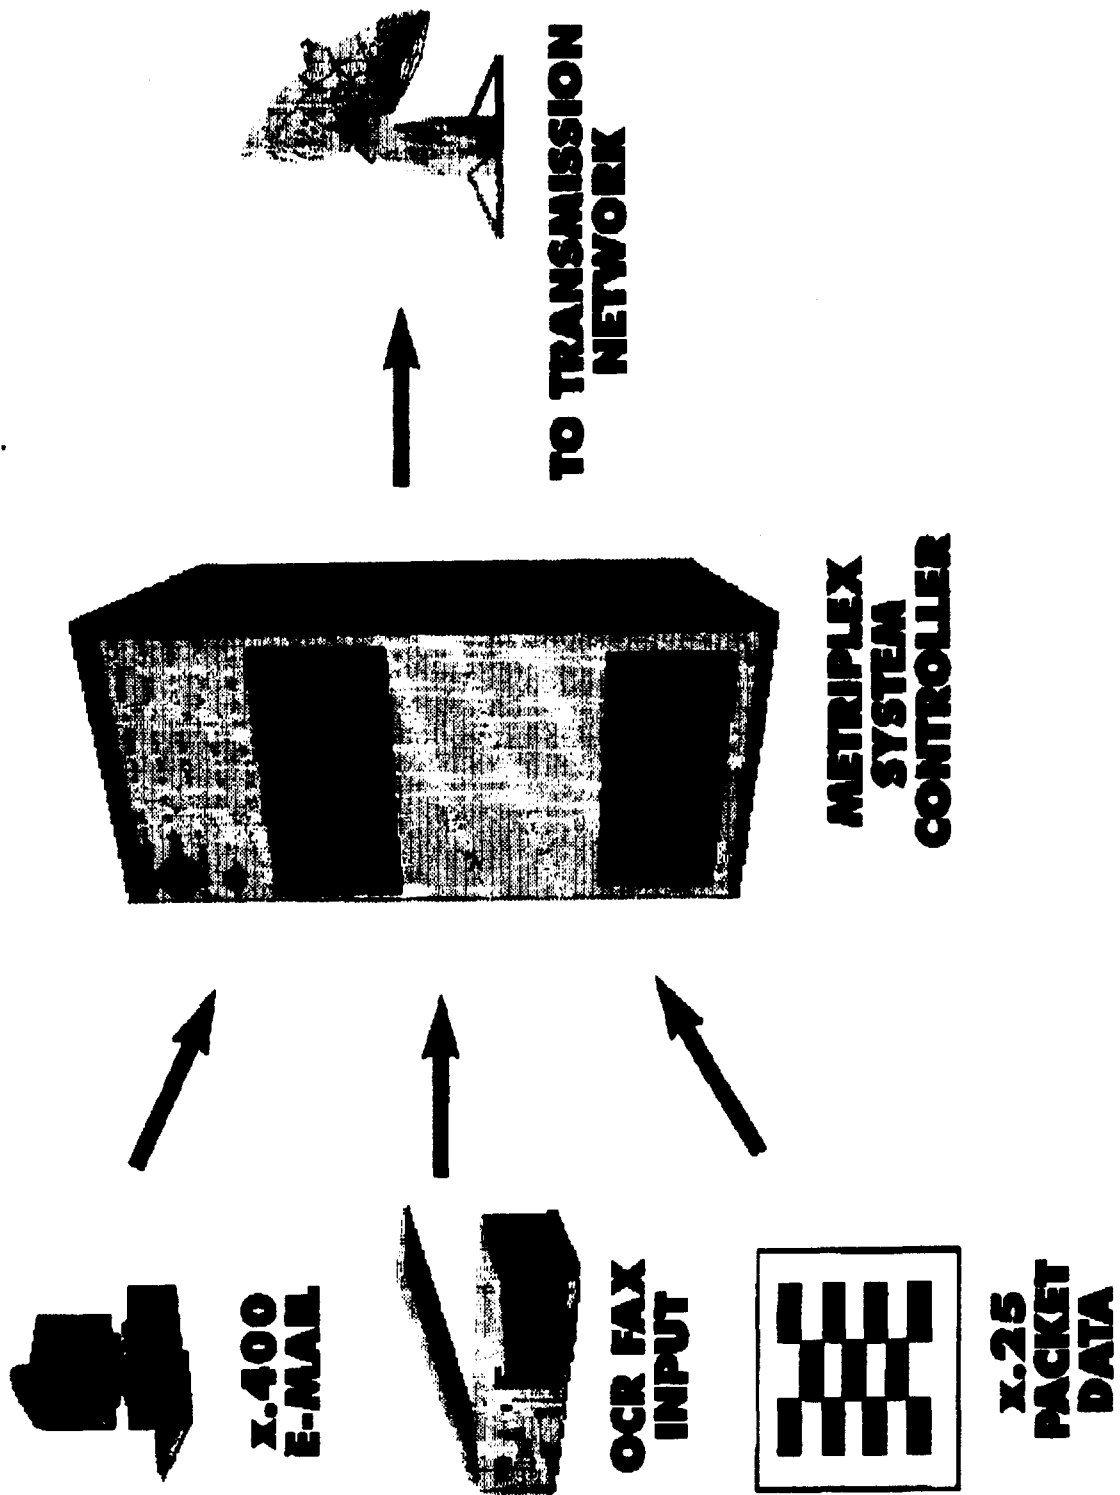 X.400
E-MAIL
OCR FAX
INPUT
X.25
PACKET
DATA
METRIPLEX
SYSTEM
CONTROLLER
TO TRANSMISSION
NETWORK